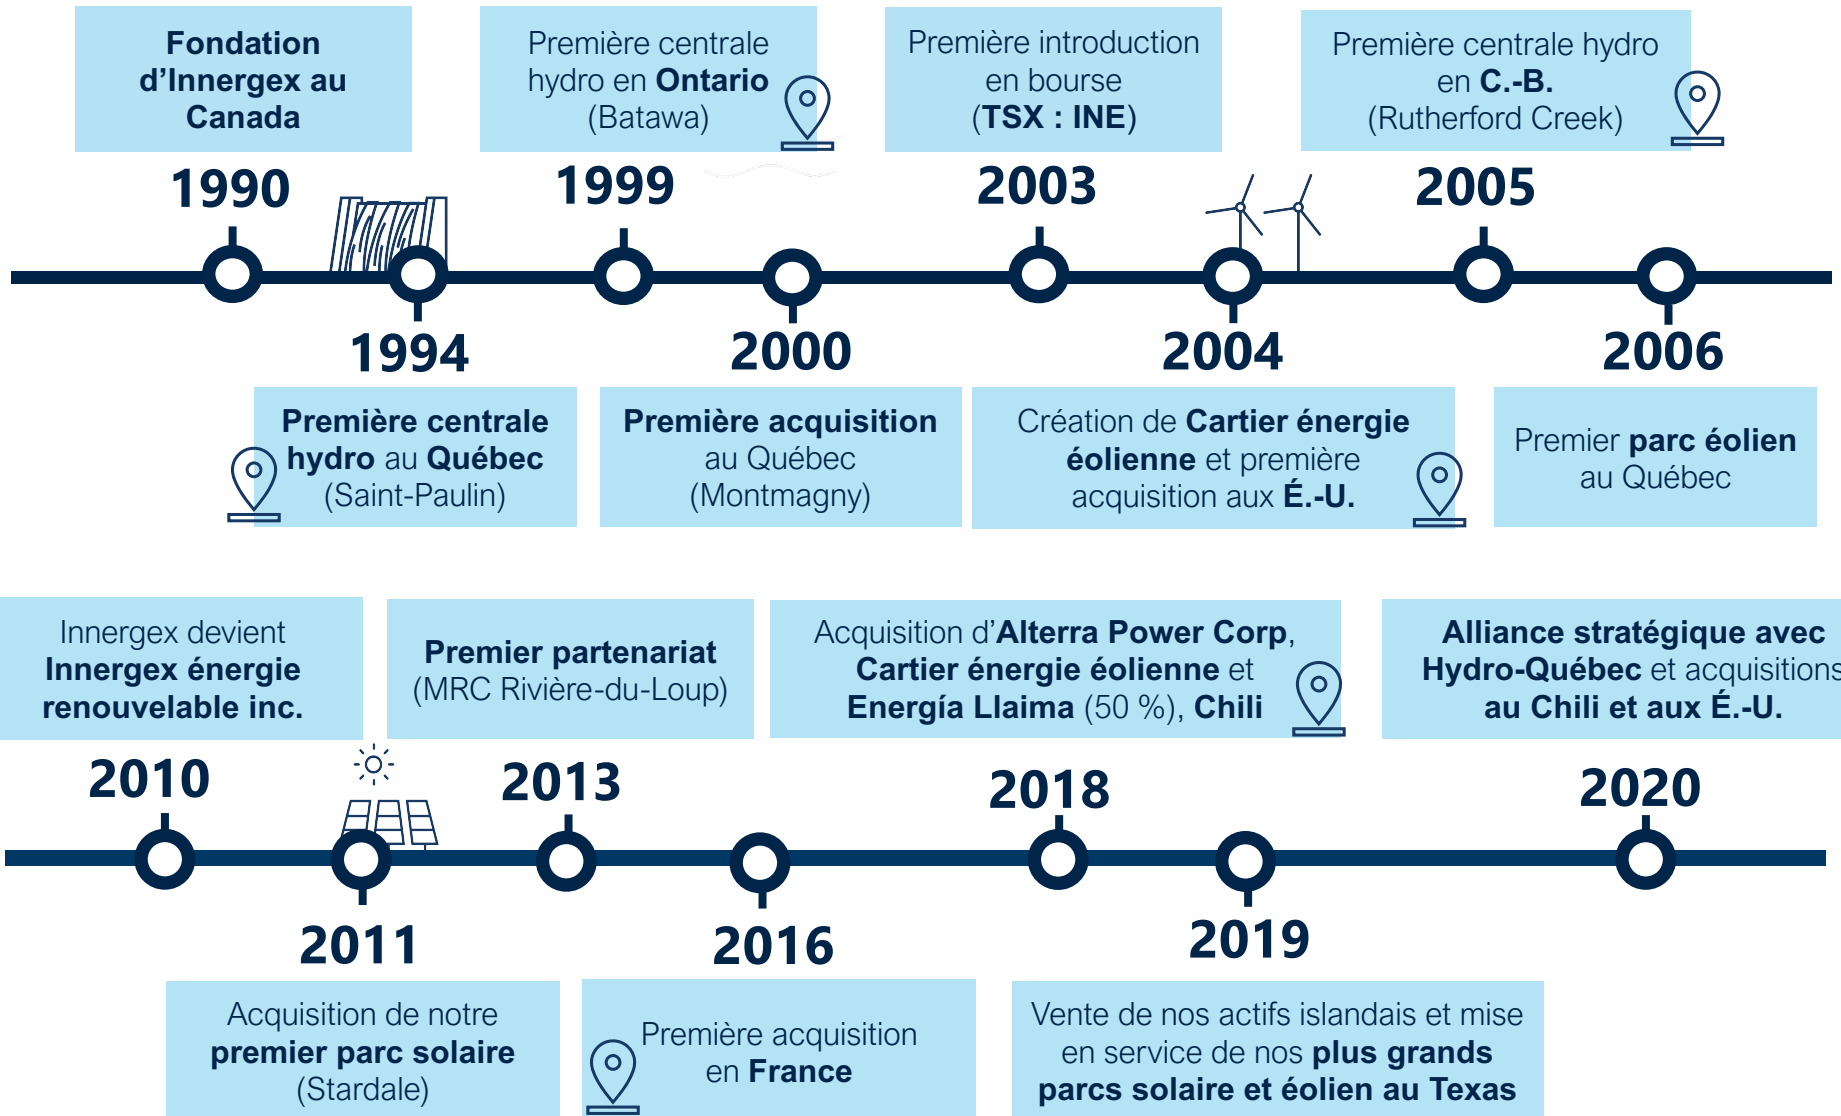 Fondation
d'Innergex au
Canada
1990
Première centrale
hydro en Ontario
(Batawa)
1999
Première introduction
en bourse
(TSX : INE)
2003
Première centrale hydro
en C.-B.
(Rutherford Creek)
2005
1994
Première centrale
hydro au Québec
(Saint-Paulin)
2000
Première acquisition
au Québec
(Montmagny)
2004
Création de Cartier énergie
éolienne et première
acquisition aux É.-U.
2006
Premier parc éolien
au Québec
Innergex devient
Innergex énergie
renouvelable inc.
2010
Premier partenariat
(MRC Rivière-du-Loup)
2013
Acquisition d'Alterra Power Corp,
Cartier énergie éolienne et
Energía Llaima (50 %), Chili
2018
Alliance stratégique avec
Hydro-Québec et acquisitions
au Chili et aux É.-U.
2020
2011
Acquisition de notre
premier parc solaire
(Stardale)
2016
Première acquisition
en France
2019
Vente de nos actifs islandais et mise
en service de nos plus grands
parcs solaire et éolien au Texas